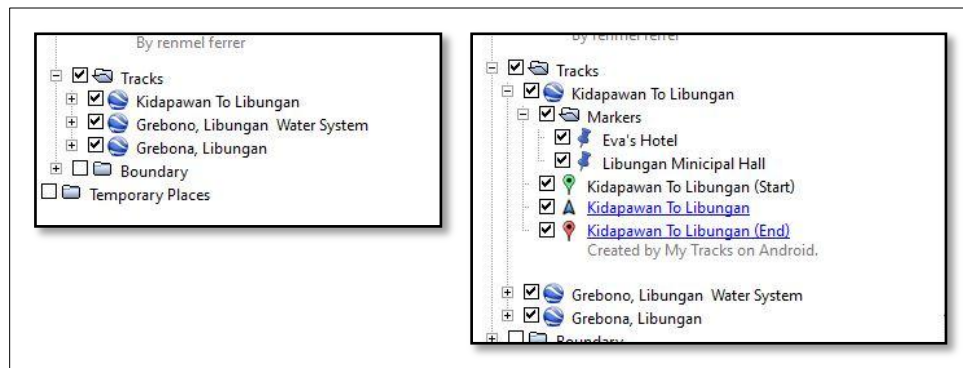 By renmel ferrer
Tracks
Kidapawan To Libungan
Grebono, Libungan Water System
Grebona, Libungan
Boundary
Temporary Places
By renmel ferrer
Tracks
Kidapawan To Libungan
Markers
Eva's Hotel
Libungan Minicipal Hall
Kidapawan To Libungan (Start)
Kidapawan To Libungan
Kidapawan To Libungan (End)
Created by My Tracks on Android.
Grebono, Libungan Water System
Grebona, Libungan
Boundary